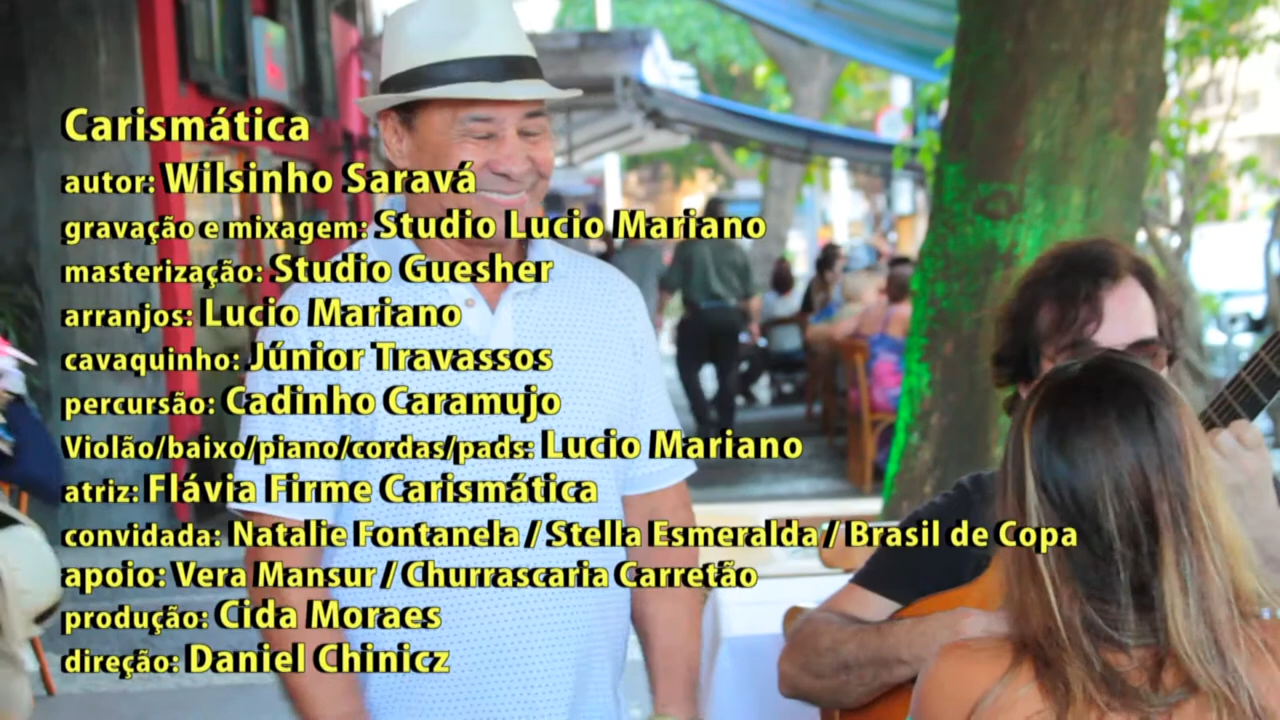 Carismática
autor: Wilsinho Saravá
gravação e mixagem: Studio Lucio Mariano
masterização: Studio Guesher
arranjos: Lucio Mariano
cavaquinho: Júnior Travassos
percursão: Cadinho Caramujo
Violão/baixo/piano/cordas/pads: Lucio Mariano
atriz: Flávia Firme Carismática
convidada: Natalie Fontanela / Stella Esmeralda / Brasil de Copa
apoio: Vera Mansur / Churrascaria Carretão
produção: Cida Moraes
direção: Daniel Chinicz